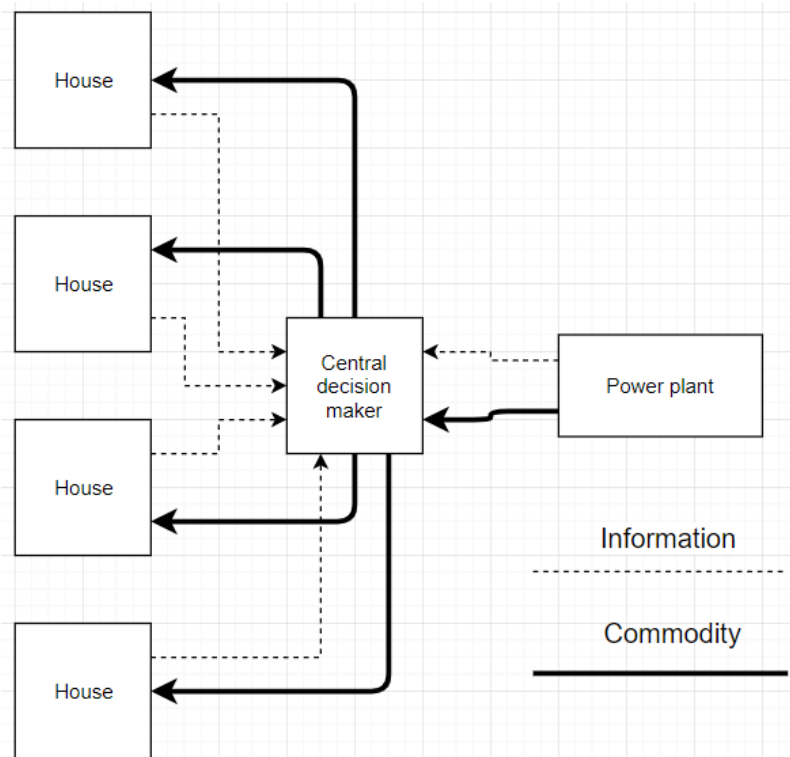 House
House
Central
decision
maker
Power plant
House
Information
Commodity
House